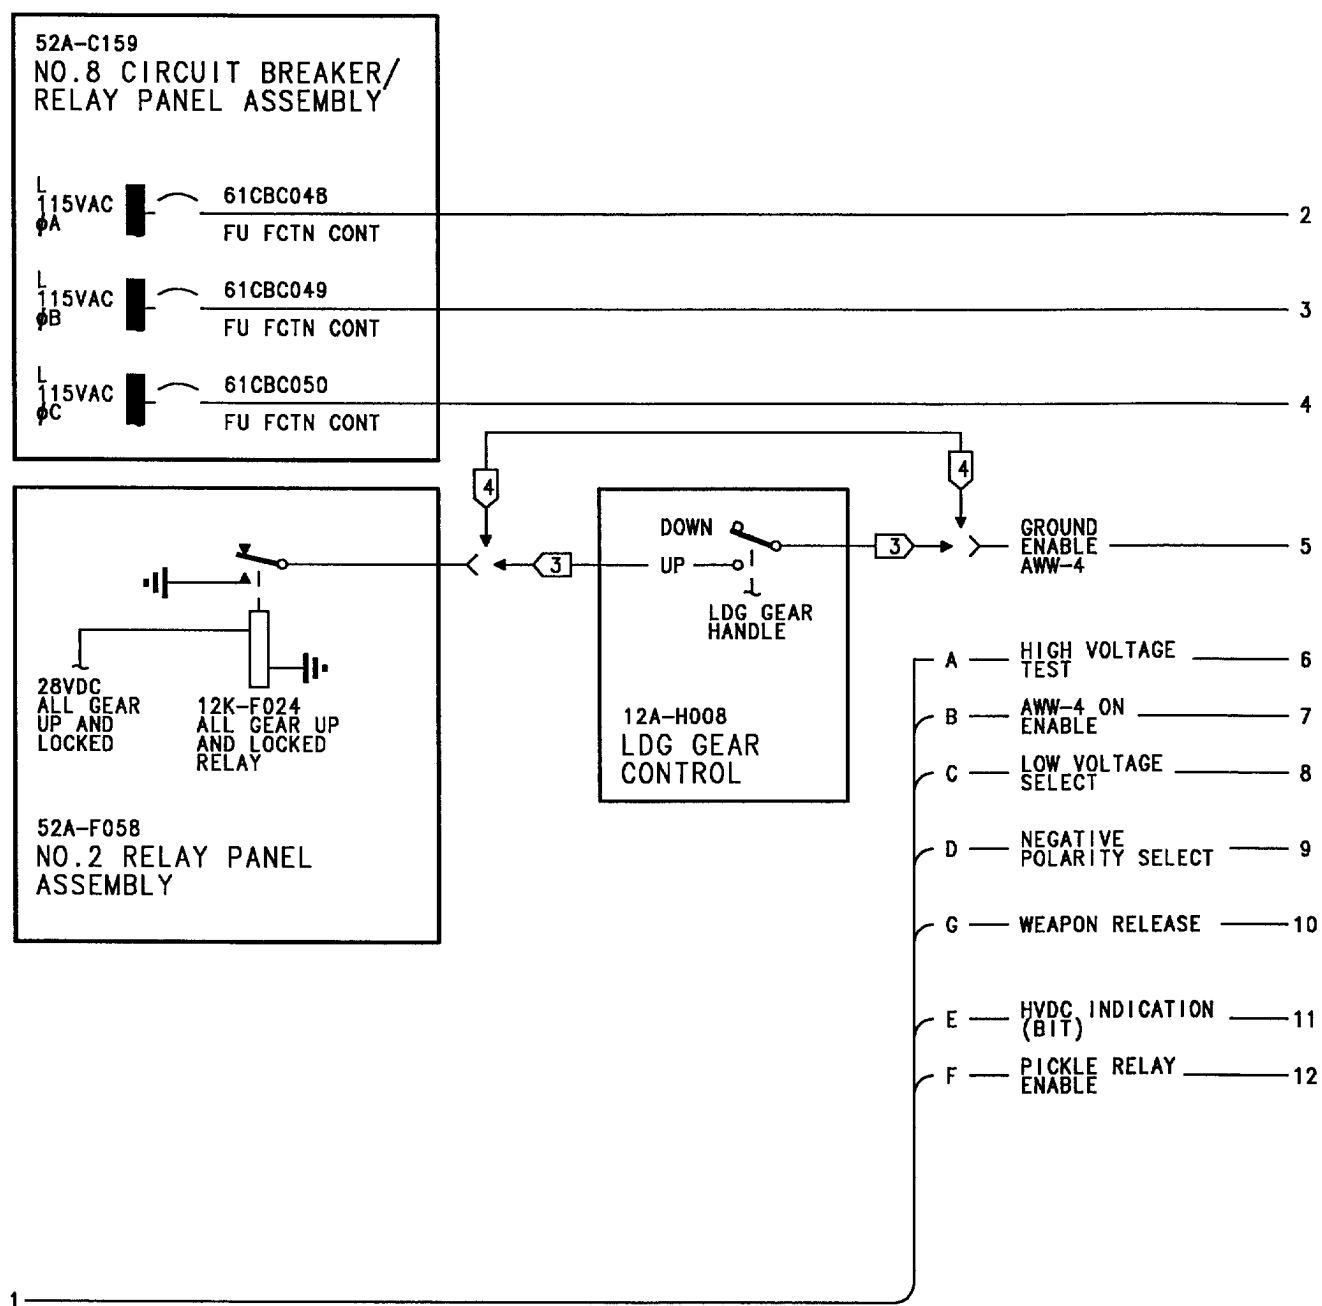 52A-C159
NO.8 CIRCUIT BREAKER/
RELAY PANEL ASSEMBLY
L
115VAC
ϕA
61CBC048
FU FCTN CONT
2
L
115VAC
ϕB
61CBC049
FU FCTN CONT
3
L
115VAC
ϕC
61CBC050
FU FCTN CONT
4
4
4
DOWN
UP
LDG GEAR
HANDLE
3
3
GROUND
ENABLE
AWW-4
5
28VDC
ALL GEAR
UP AND
LOCKED
12K-F024
ALL GEAR UP
AND LOCKED
RELAY
52A-F058
NO.2 RELAY PANEL
ASSEMBLY
12A-H008
LDG GEAR
CONTROL
A
HIGH VOLTAGE
TEST
6
B
AWW-4 ON
ENABLE
7
C
LOW VOLTAGE
SELECT
8
D
NEGATIVE
POLARITY SELECT
9
G
WEAPON RELEASE
10
E
HVDC INDICATION
(BIT)
11
F
PICKLE RELAY
ENABLE
12
1